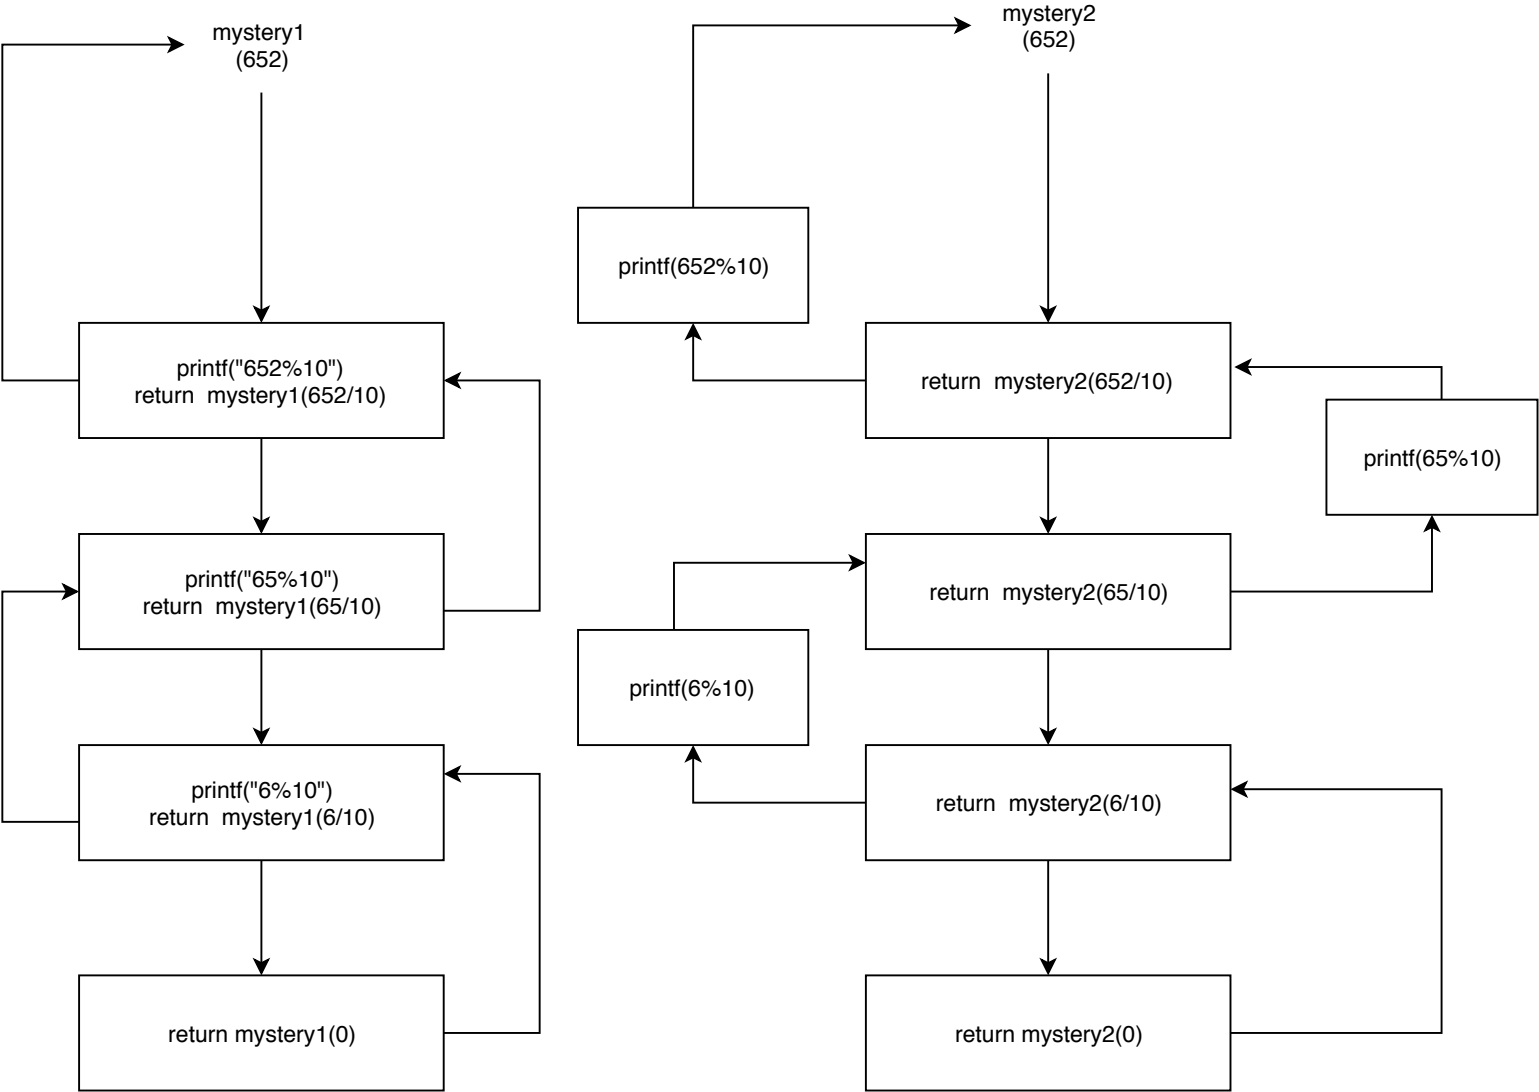 mystery1
(652)
printf("652%10")
return  mystery1(652/10)
printf("65%10")
return  mystery1(65/10)
printf("6%10")
return  mystery1(6/10)
return mystery1(0)
mystery2
(652)
printf(652%10)
return  mystery2(652/10)
printf(65%10)
return  mystery2(65/10)
printf(6%10)
return  mystery2(6/10)
return mystery2(0)